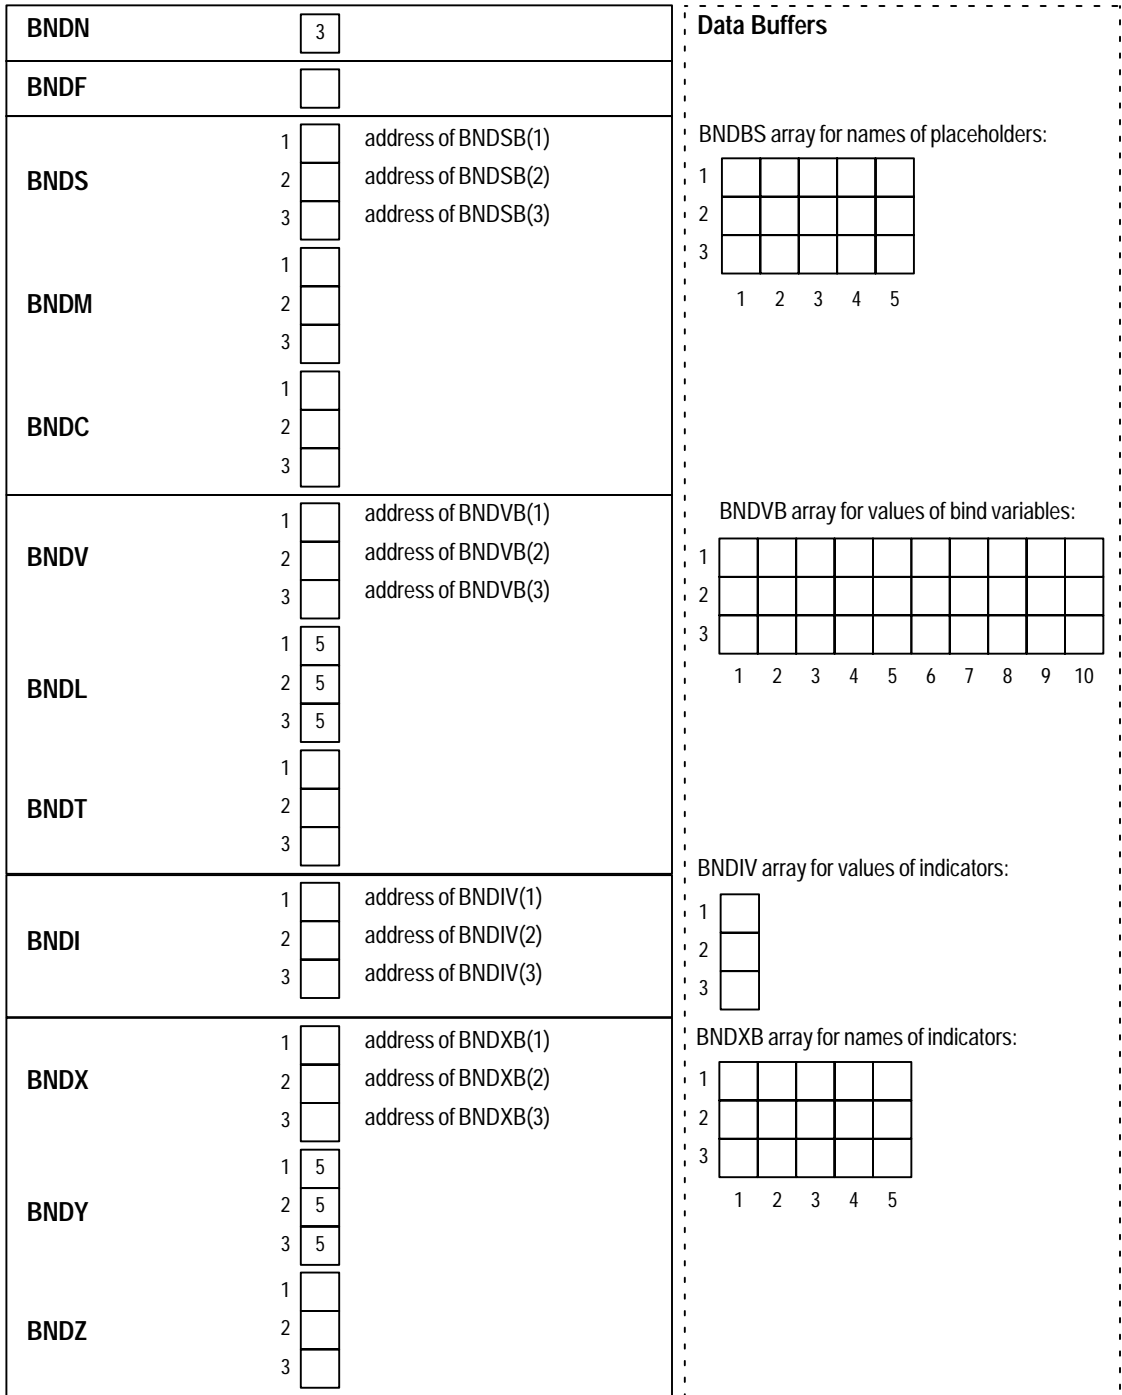 BNDN 3
BNDF
BNDS
1 address of BNDSB(1)
2 address of BNDSB(2)
3 address of BNDSB(3)
BNDM
1
2
3
BNDC
1
2
3
BNDV
1 address of BNDVB(1)
2 address of BNDVB(2)
3 address of BNDVB(3)
BNDL
1 5
2 5
3 5
BNDT
1
2
3
BNDI
1 address of BNDIV(1)
2 address of BNDIV(2)
3 address of BNDIV(3)
BNDX
1 address of BNDXB(1)
2 address of BNDXB(2)
3 address of BNDXB(3)
BNDY
1 5
2 5
3 5
BNDZ
1
2
3
Data Buffers
BNDBS array for names of placeholders:
1
2
3
1 2 3 4 5
BNDVB array for values of bind variables:
1
2
3
1 2 3 4 5 6 7 8 9 10
BNDIV array for values of indicators:
1
2
3
BNDXB array for names of indicators:
1
2
3
1 2 3 4 5